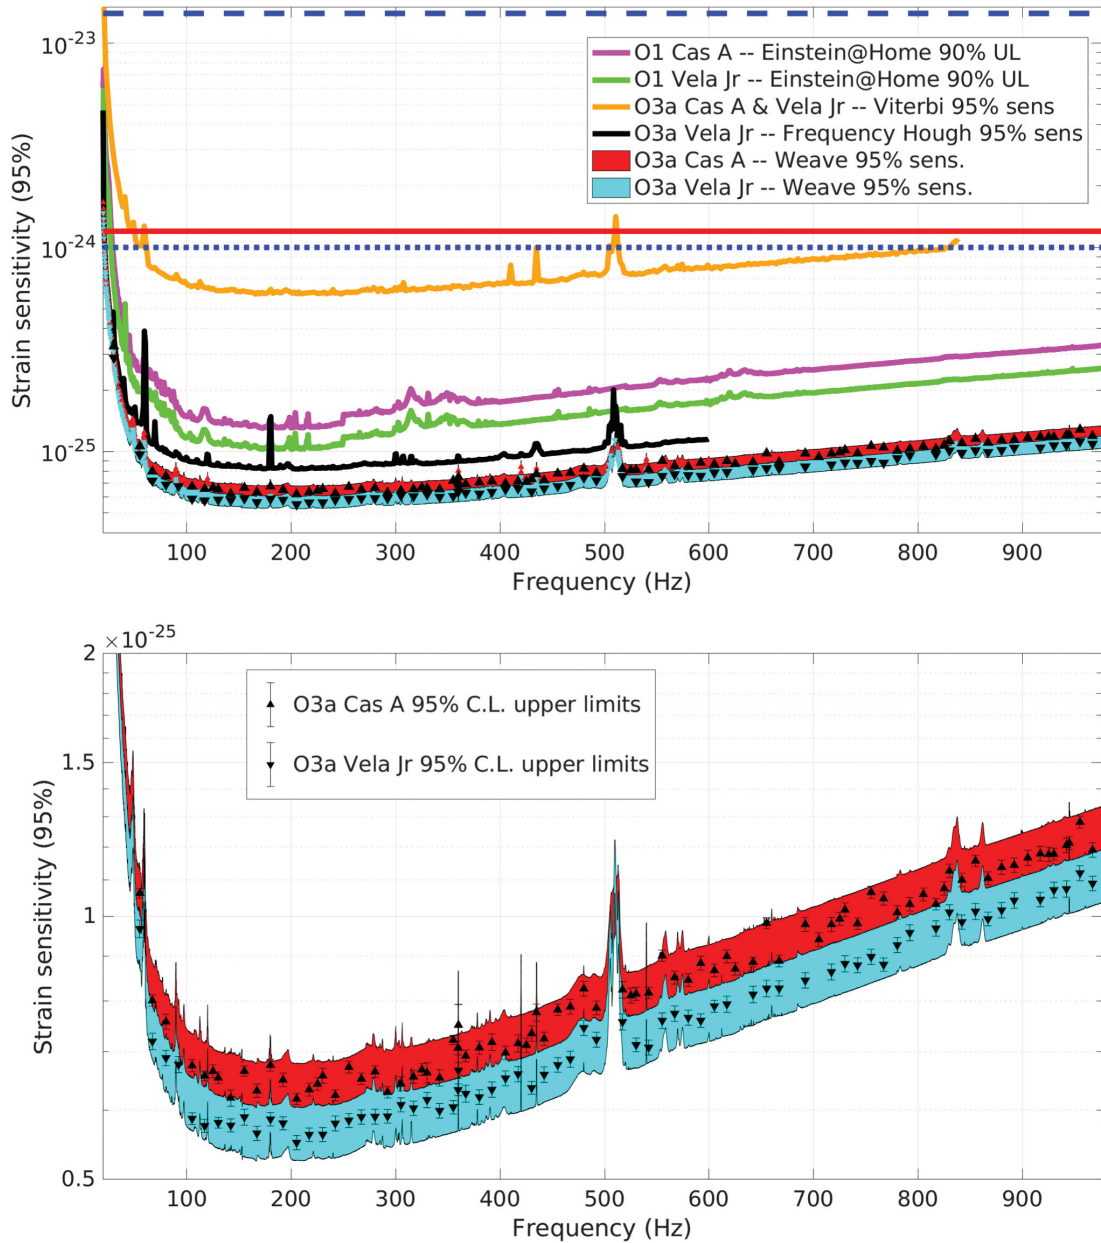 10⁻²³
10⁻²⁴
10⁻²⁵
Strain sensitivity (95%)
O1 Cas A -- Einstein@Home 90% UL
O1 Vela Jr -- Einstein@Home 90% UL
O3a Cas A & Vela Jr -- Viterbi 95% sens
O3a Vela Jr -- Frequency Hough 95% sens
O3a Cas A -- Weave 95% sens.
O3a Vela Jr -- Weave 95% sens.
100 200 300 400 500 600 700 800 900
Frequency (Hz)
×10⁻²⁵
2
1.5
1
0.5
Strain sensitivity (95%)
O3a Cas A 95% C.L. upper limits
O3a Vela Jr 95% C.L. upper limits
100 200 300 400 500 600 700 800 900
Frequency (Hz)